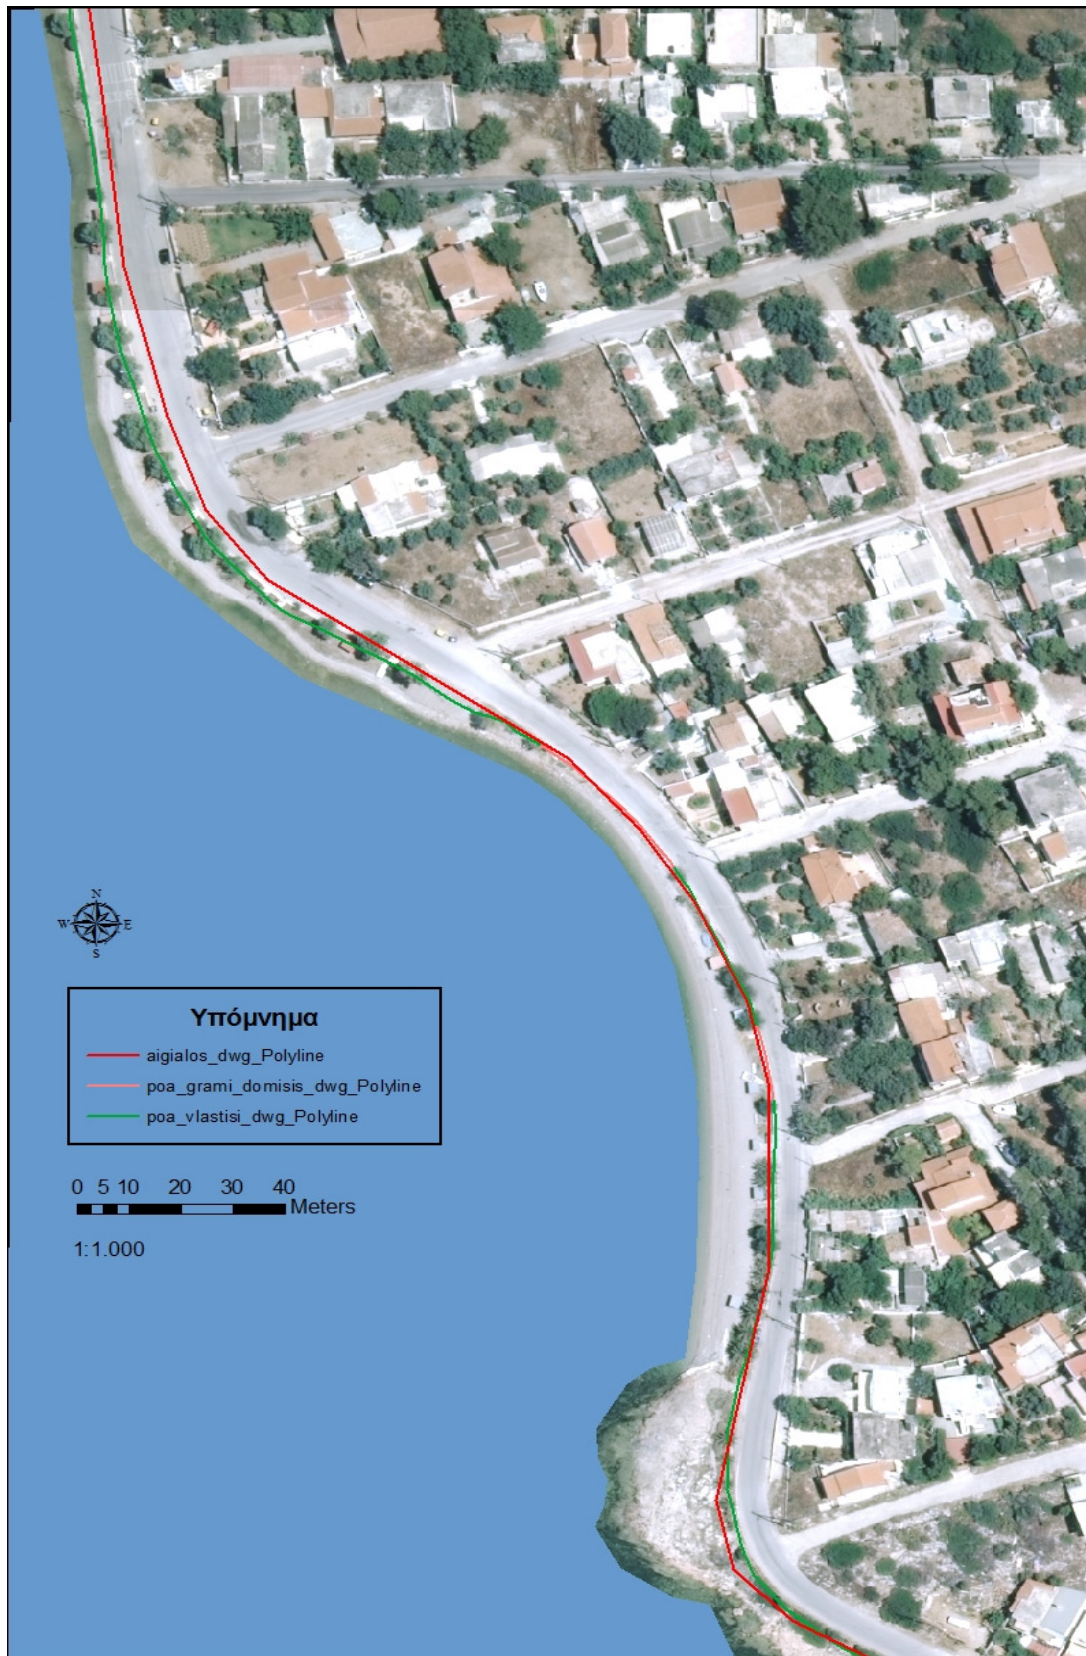 N
W E
S
Υπόμνημα
aigialos_dwg_Polyline
poa_grami_domisis_dwg_Polyline
poa_vlastisi_dwg_Polyline
0 5 10 20 30 40
Meters
1:1.000